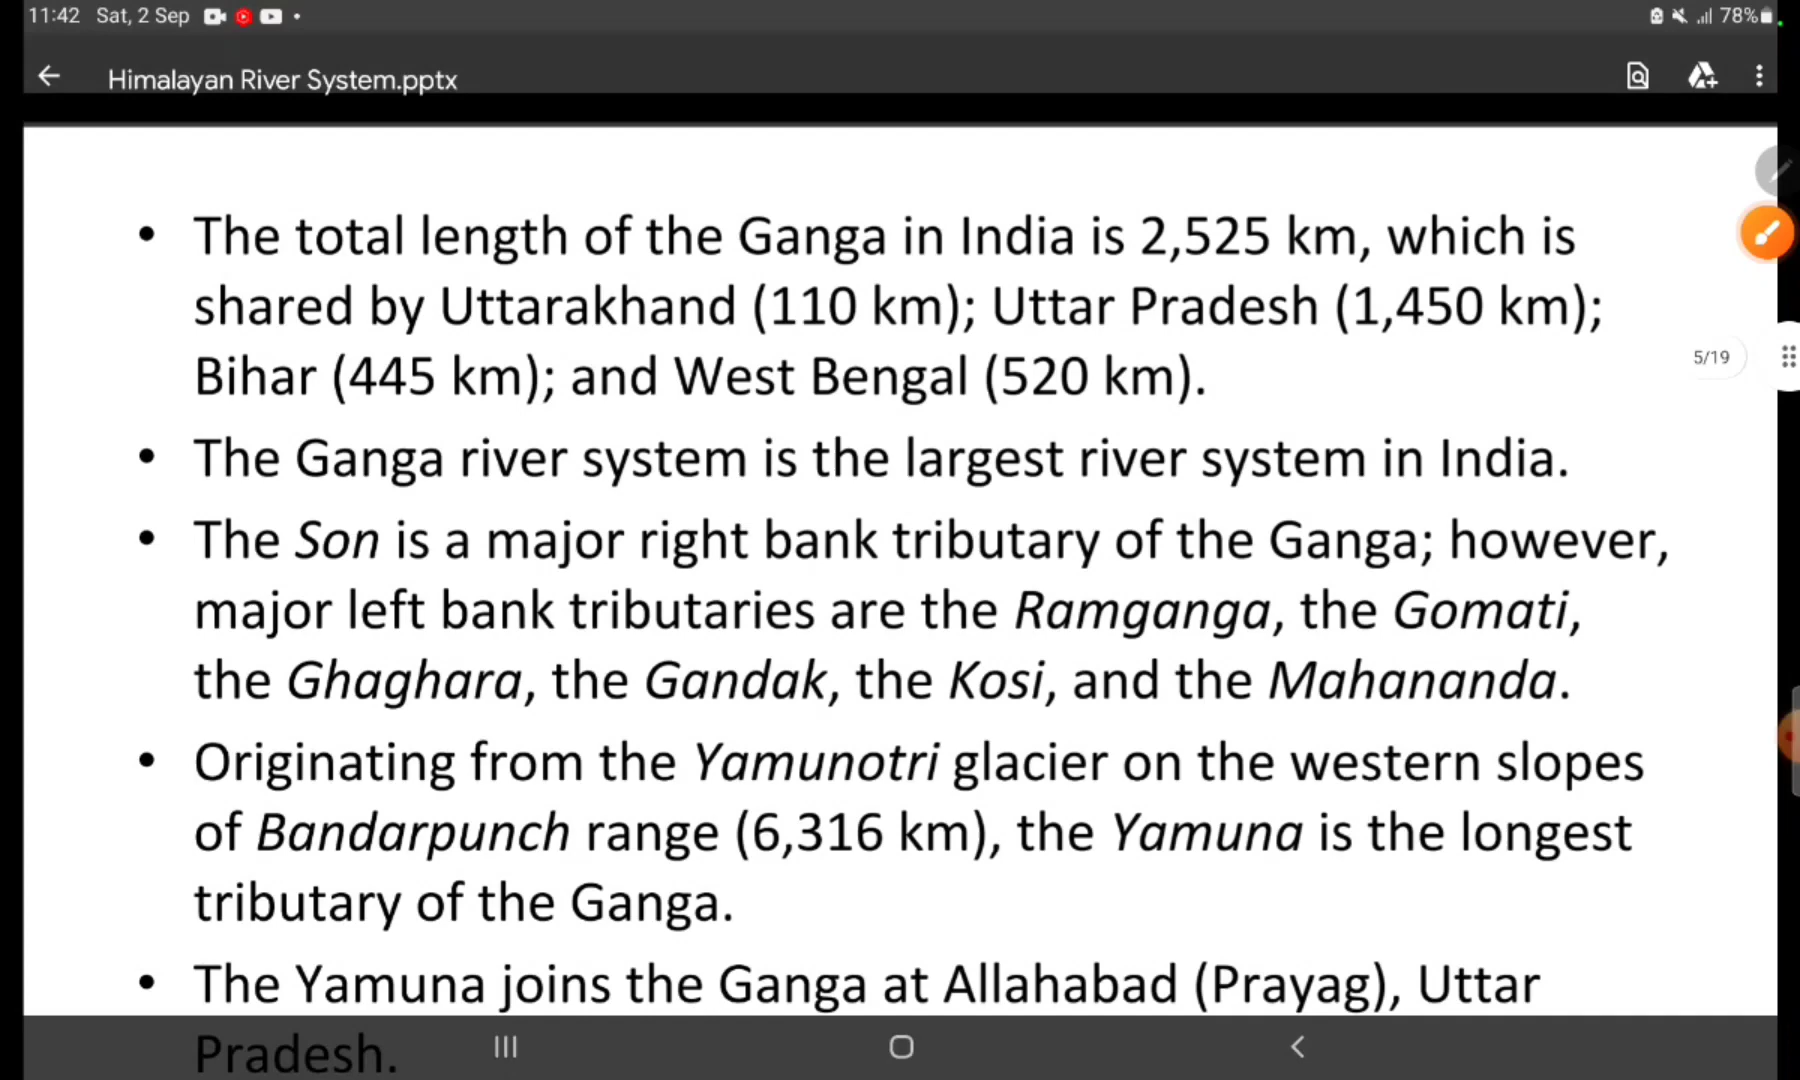 11:42 Sat, 2 Sep
78%
Himalayan River System.pptx
• The total length of the Ganga in India is 2,525 km, which is
shared by Uttarakhand (110 km); Uttar Pradesh (1,450 km);
5/19
Bihar (445 km); and West Bengal (520 km).
• The Ganga river system is the largest river system in India.
• The Son is a major right bank tributary of the Ganga; however,
major left bank tributaries are the Ramganga, the Gomati,
the Ghaghara, the Gandak, the Kosi, and the Mahananda.
• Originating from the Yamunotri glacier on the western slopes
of Bandarpunch range (6,316 km), the Yamuna is the longest
tributary of the Ganga.
• The Yamuna joins the Ganga at Allahabad (Prayag), Uttar
Pradesh.